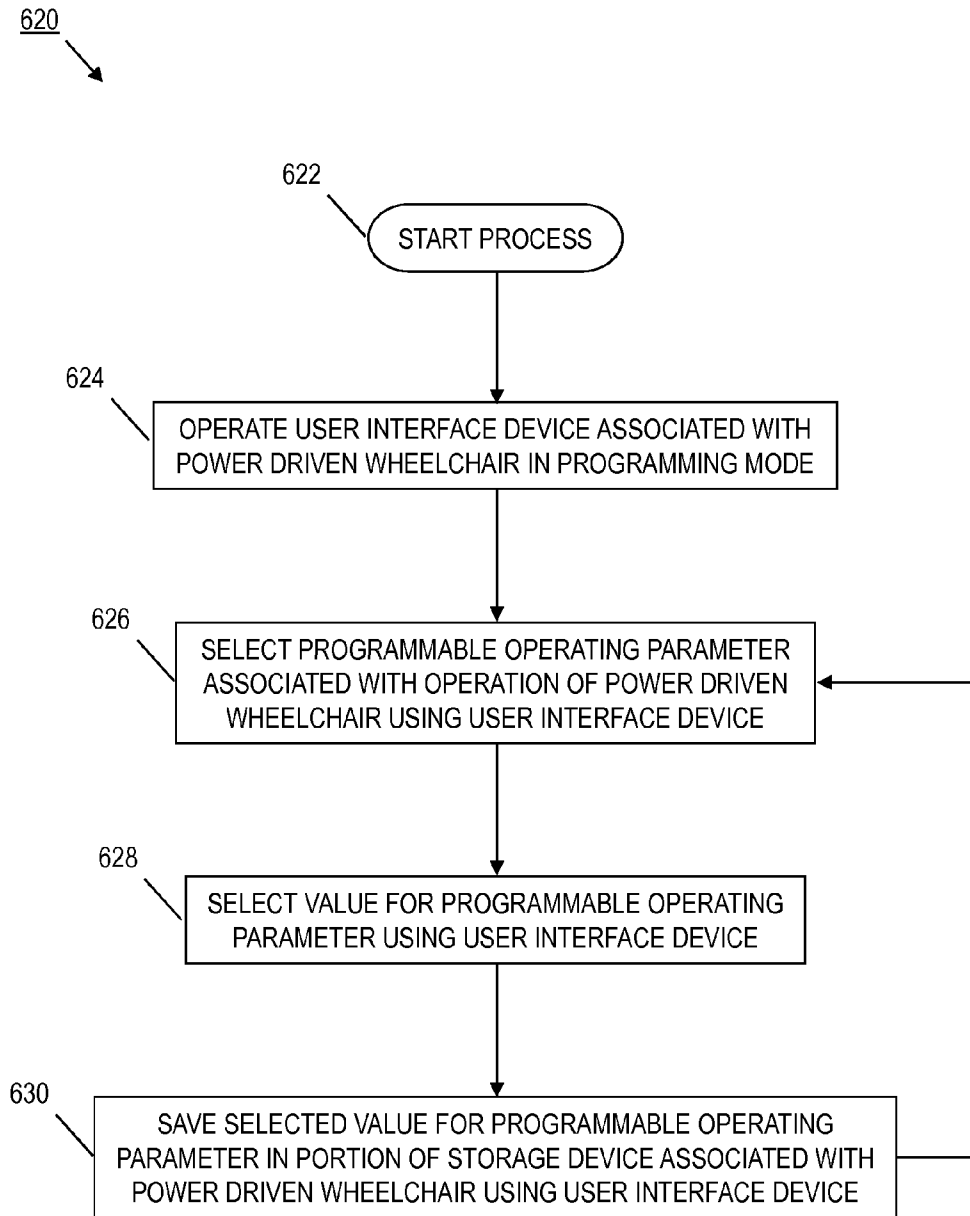 620
622
START PROCESS
624
OPERATE USER INTERFACE DEVICE ASSOCIATED WITH
POWER DRIVEN WHEELCHAIR IN PROGRAMMING MODE
626
SELECT PROGRAMMABLE OPERATING PARAMETER
ASSOCIATED WITH OPERATION OF POWER DRIVEN
WHEELCHAIR USING USER INTERFACE DEVICE
628
SELECT VALUE FOR PROGRAMMABLE OPERATING
PARAMETER USING USER INTERFACE DEVICE
630
SAVE SELECTED VALUE FOR PROGRAMMABLE OPERATING
PARAMETER IN PORTION OF STORAGE DEVICE ASSOCIATED WITH
POWER DRIVEN WHEELCHAIR USING USER INTERFACE DEVICE